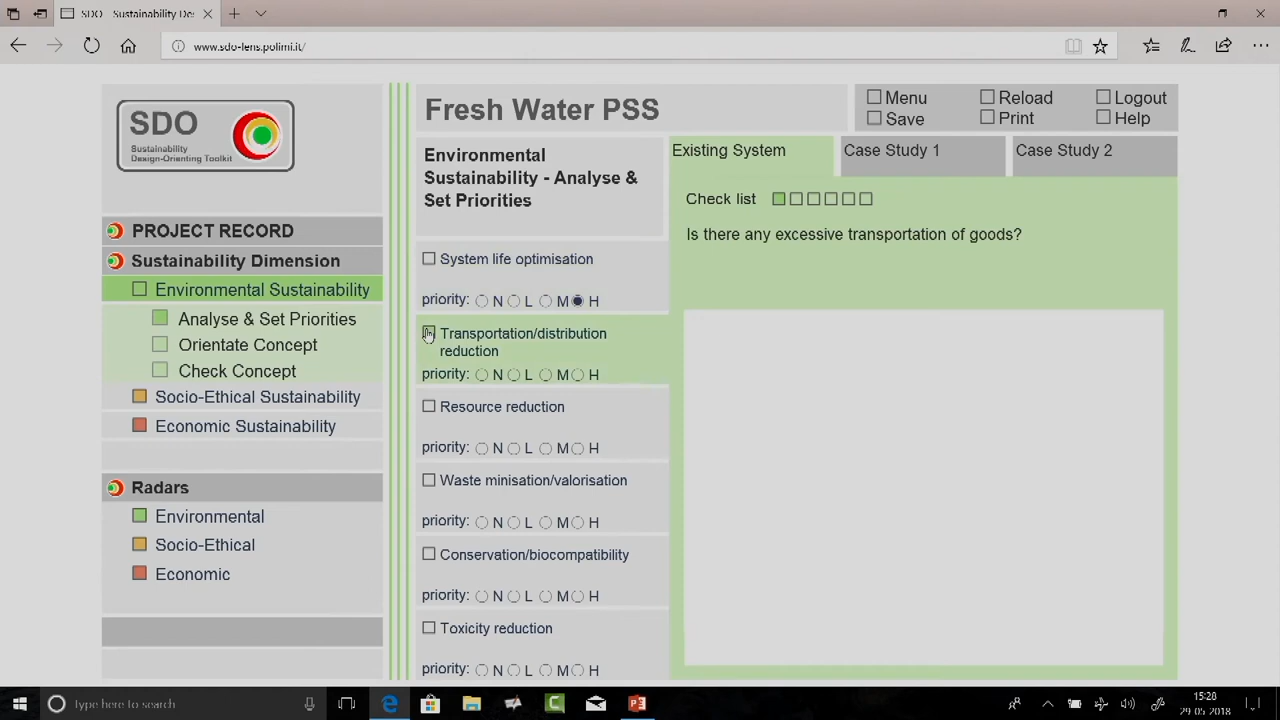 SDO - Sustainability De:
www.sdo-lens.polimi.it/
SDO
Sustainability
Design-Orienting Toolkit
PROJECT RECORD
Sustainability Dimension
Environmental Sustainability
Analyse & Set Priorities
Orientate Concept
Check Concept
Socio-Ethical Sustainability
Economic Sustainability
Radars
Environmental
Socio-Ethical
Economic
Fresh Water PSS
Menu
Reload
Logout
Save
Print
Help
Environmental
Sustainability - Analyse &
Set Priorities
System life optimisation
priority: N L M H
Transportation/distribution
reduction
priority: N L M H
Resource reduction
priority: N L M H
Waste minisation/valorisation
priority: N L M H
Conservation/biocompatibility
priority: N L M H
Toxicity reduction
priority: N L M H
Existing System
Case Study 1
Case Study 2
Check list
Is there any excessive transportation of goods?
Type here to search
15:28
29-05-2018